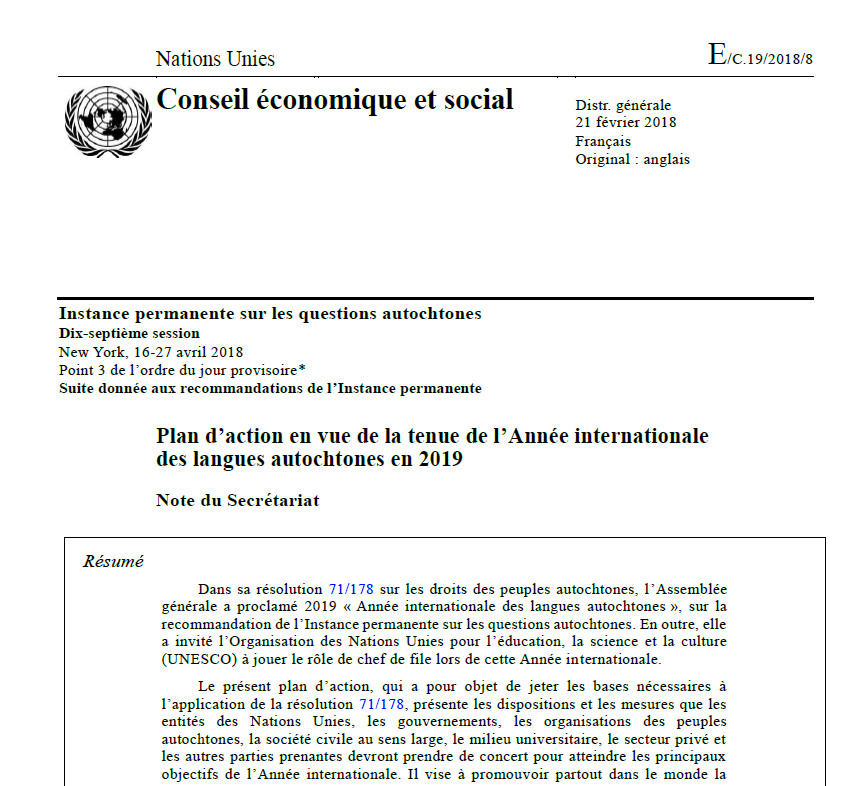 Nations Unies
E/C.19/2018/8
Conseil économique et social
Distr. générale
21 février 2018
Français
Original : anglais
Instance permanente sur les questions autochtones
Dix-septième session
New York, 16-27 avril 2018
Point 3 de l’ordre du jour provisoire*
Suite donnée aux recommandations de l’Instance permanente
Plan d’action en vue de la tenue de l’Année internationale
des langues autochtones en 2019
Note du Secrétariat
Résumé
Dans sa résolution 71/178 sur les droits des peuples autochtones, l’Assemblée
générale a proclamé 2019 « Année internationale des langues autochtones », sur la
recommandation de l’Instance permanente sur les questions autochtones. En outre, elle
a invité l’Organisation des Nations Unies pour l’éducation, la science et la culture
(UNESCO) à jouer le rôle de chef de file lors de cette Année internationale.
Le présent plan d’action, qui a pour objet de jeter les bases nécessaires à
l’application de la résolution 71/178, présente les dispositions et les mesures que les
entités des Nations Unies, les gouvernements, les organisations des peuples
autochtones, la société civile au sens large, le milieu universitaire, le secteur privé et
les autres parties prenantes devront prendre de concert pour atteindre les principaux
objectifs de l’Année internationale. Il vise à promouvoir partout dans le monde la